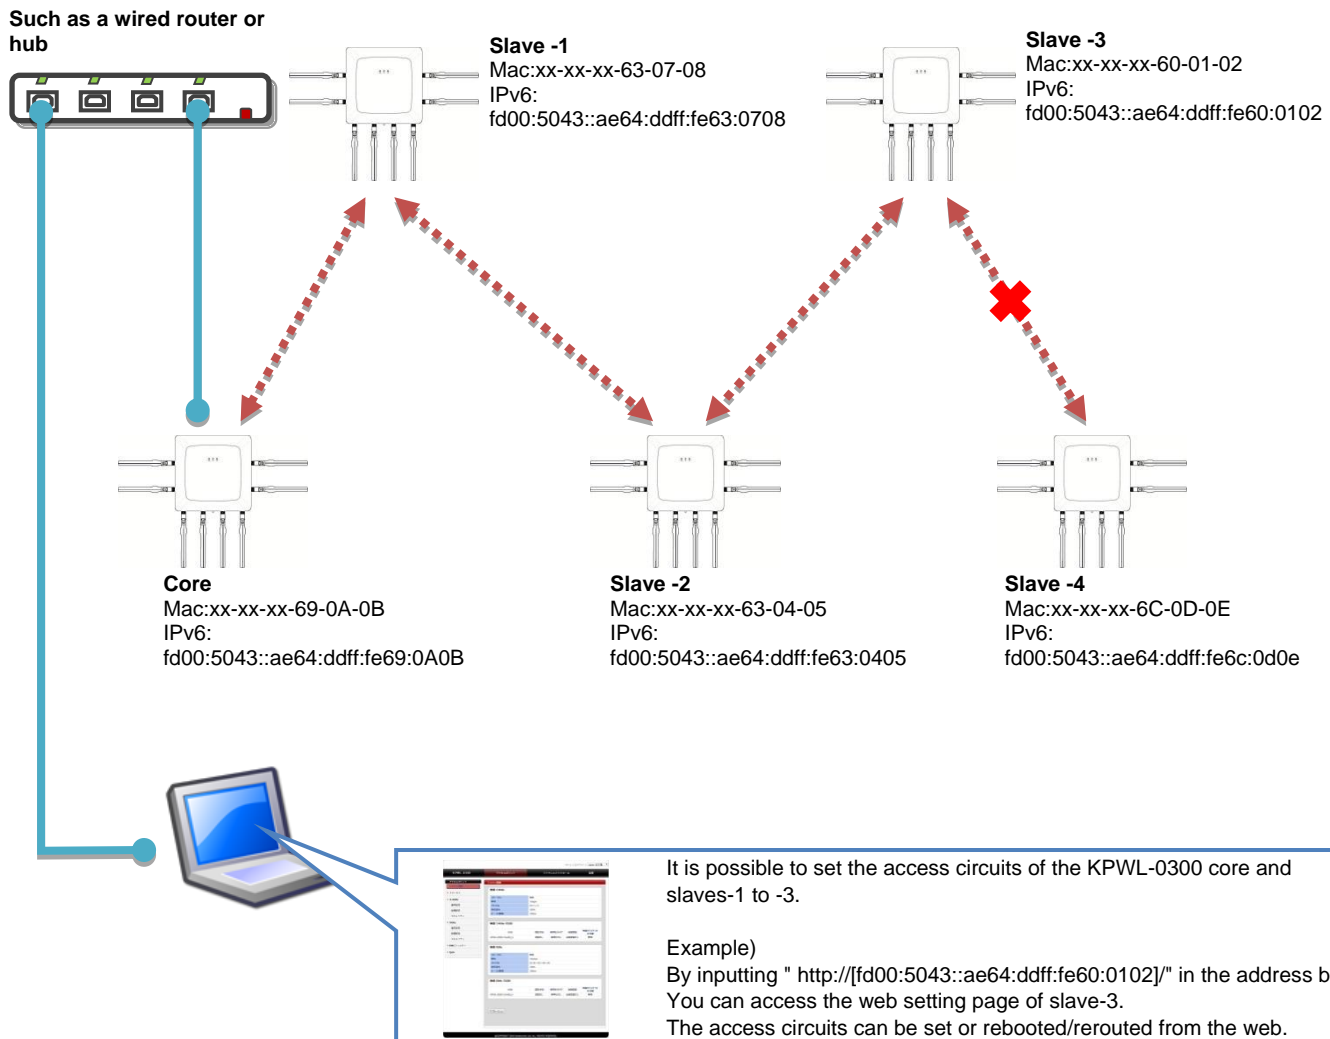 Such as a wired router or
hub
Slave -1
Mac:xx-xx-xx-63-07-08
IPv6:
fd00:5043::ae64:ddff:fe63:0708
Slave -3
Mac:xx-xx-xx-60-01-02
IPv6:
fd00:5043::ae64:ddff:fe60:0102
Core
Mac:xx-xx-xx-69-0A-0B
IPv6:
fd00:5043::ae64:ddff:fe69:0A0B
Slave -2
Mac:xx-xx-xx-63-04-05
IPv6:
fd00:5043::ae64:ddff:fe63:0405
Slave -4
Mac:xx-xx-xx-6C-0D-0E
IPv6:
fd00:5043::ae64:ddff:fe6c:0d0e
It is possible to set the access circuits of the KPWL-0300 core and
slaves-1 to -3.
Example)
By inputting " http://[fd00:5043::ae64:ddff:fe60:0102]/" in the address b
You can access the web setting page of slave-3.
The access circuits can be set or rebooted/rerouted from the web.